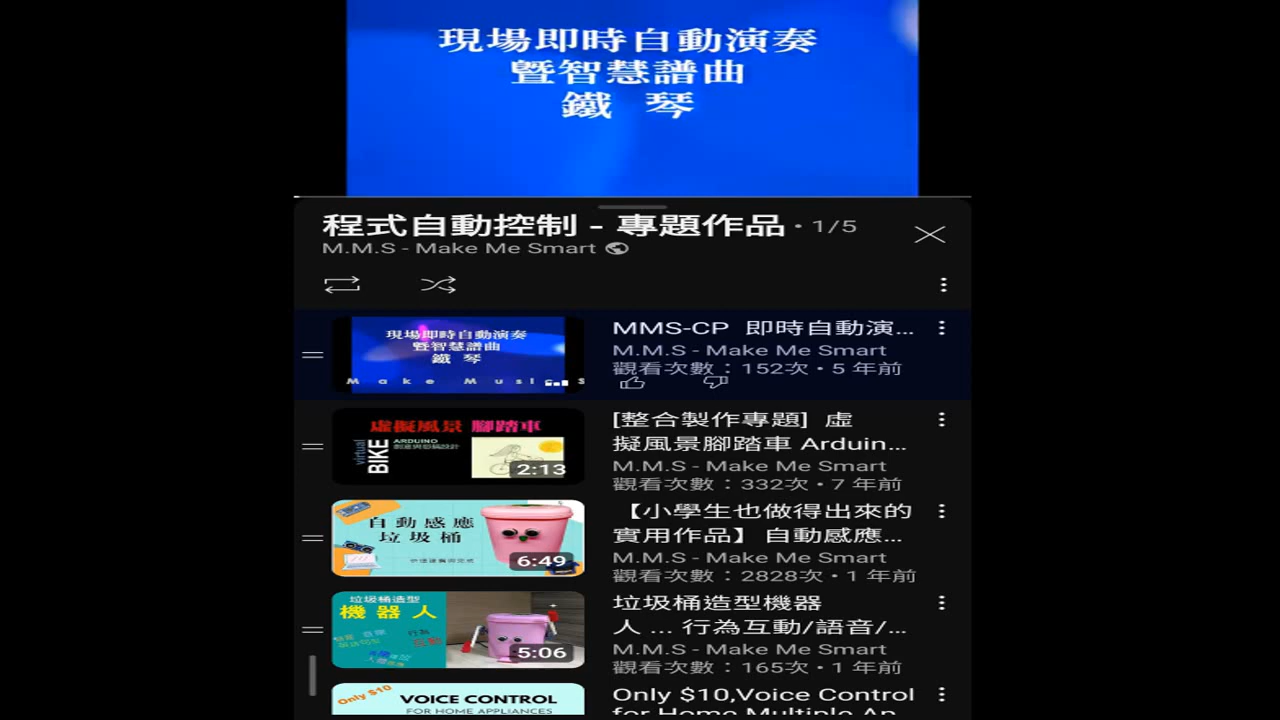 現場即時自動演奏
暨智慧譜曲
鐵 琴
程式自動控制 - 專題作品 · 1/5
M.M.S - Make Me Smart
現場即時自動演奏
暨智慧譜曲
鐵 琴
M a k e M u s i S
MMS-CP 即時自動演...
M.M.S - Make Me Smart
觀看次數：152次 · 5 年前
虛擬風景 腳踏車
virtual
BIKE
ARDUINO
2:13
[整合製作專題] 虛
擬風景腳踏車 Arduin...
M.M.S - Make Me Smart
觀看次數：332次 · 7 年前
自動感應
垃圾桶
6:49
【小學生也做得出來的
實用作品】自動感應...
M.M.S - Make Me Smart
觀看次數：2828次 · 1 年前
垃圾桶造型
機器人
行為
互動
5:06
垃圾桶造型機器
人 ... 行為互動/語音/...
M.M.S - Make Me Smart
觀看次數：165次 · 1 年前
Only $10
VOICE CONTROL
FOR HOME APPLIANCES
Only $10,Voice Control
for Home Multiple Ap